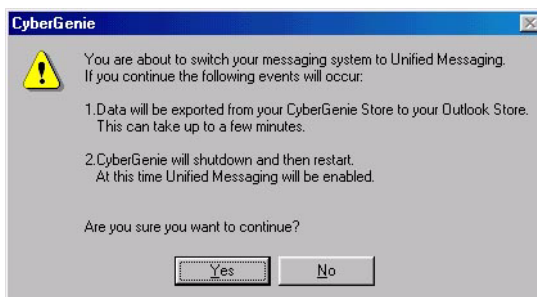 CyberGenie
You are about to switch your messaging system to Unified Messaging.
If you continue the following events will occur:
1.Data will be exported from your CyberGenie Store to your Outlook Store.
This can take up to a few minutes.
2.CyberGenie will shutdown and then restart.
At this time Unified Messaging will be enabled.
Are you sure you want to continue?
Yes No